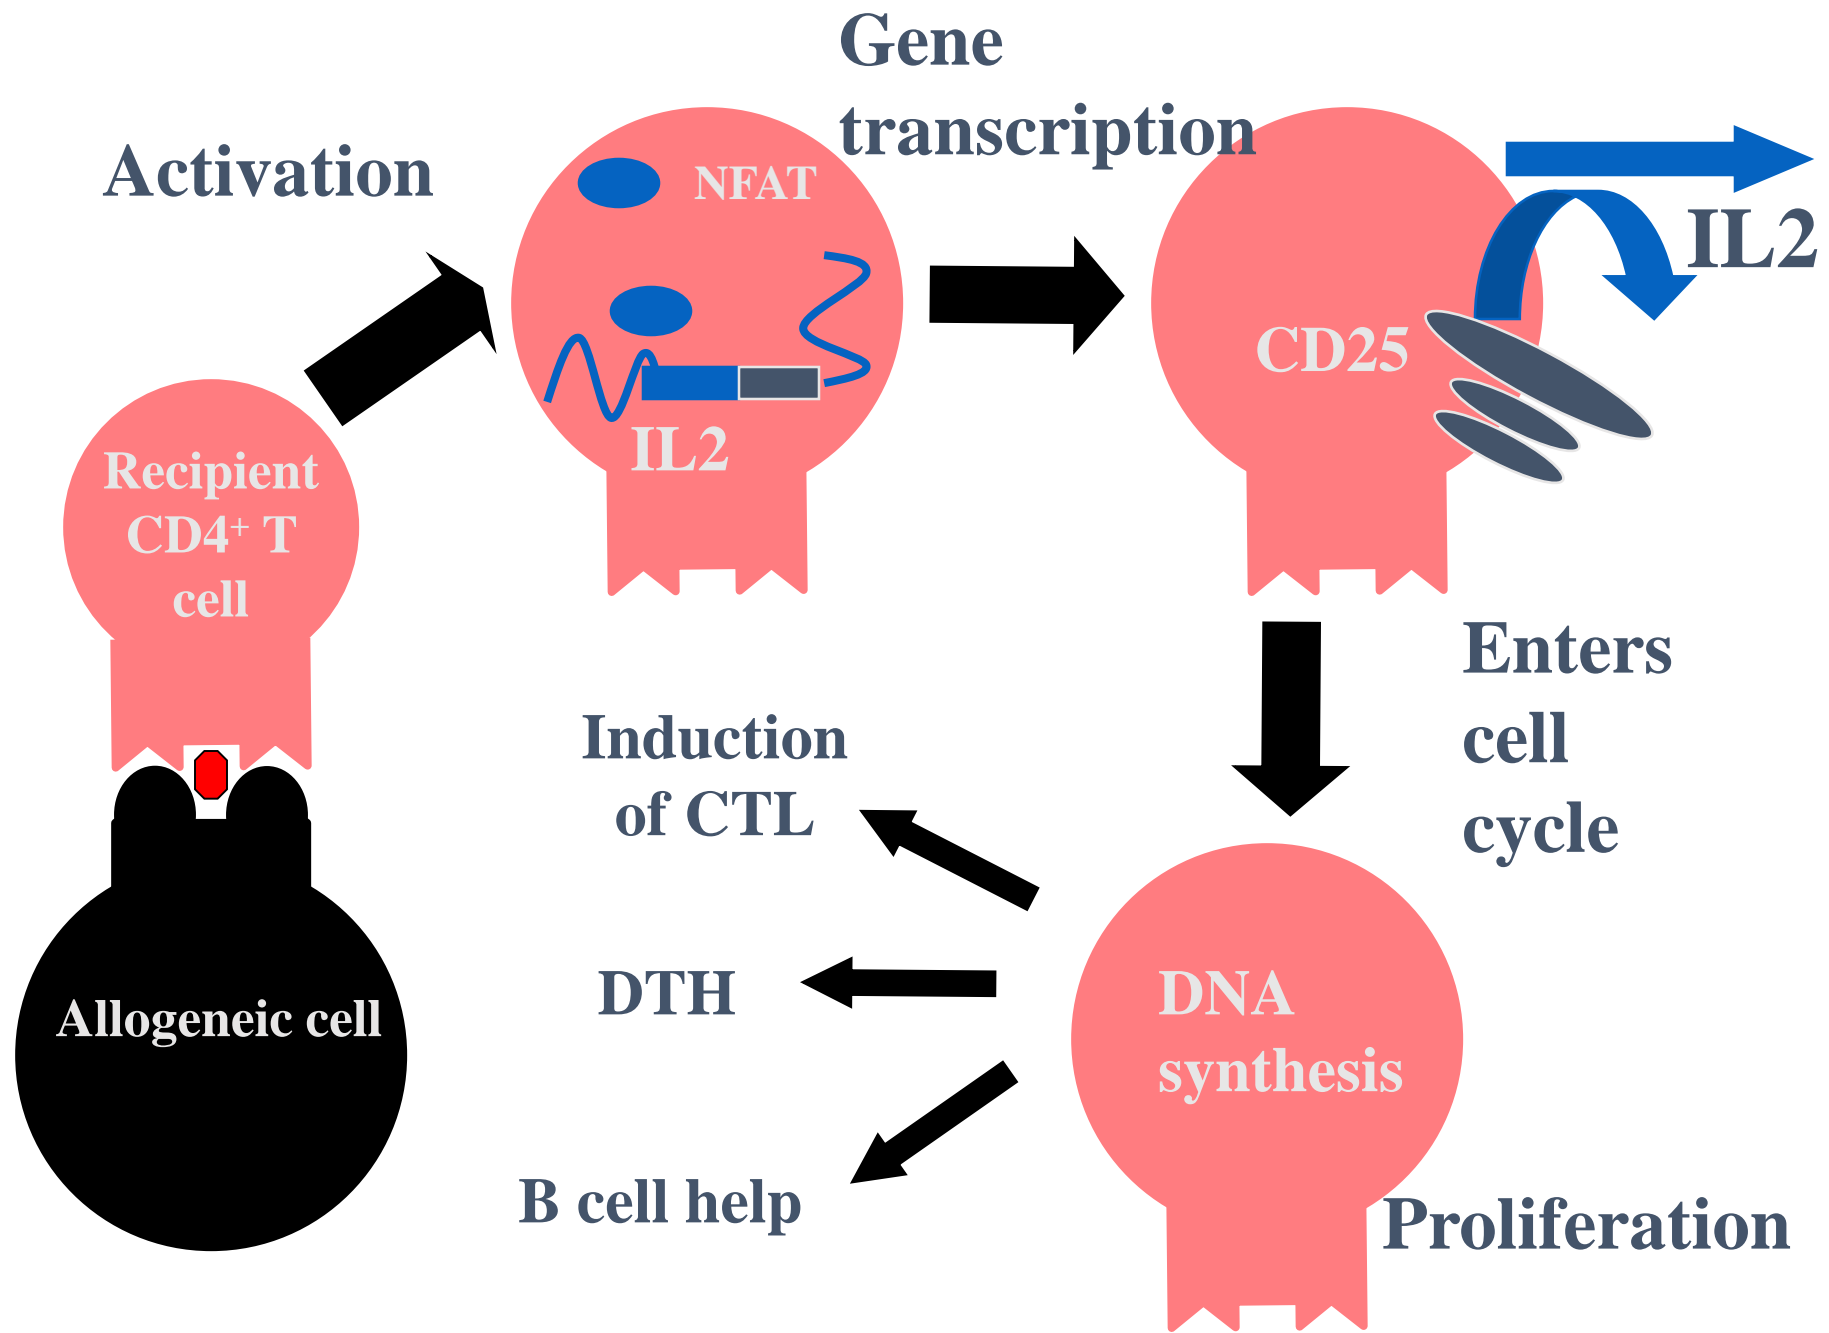 Gene
transcription
Activation
NFAT
IL2
IL2
CD25
Recipient
CD4⁺ T
cell
Enters
cell
cycle
Induction
of CTL
DTH
DNA
synthesis
Allogeneic cell
B cell help
Proliferation